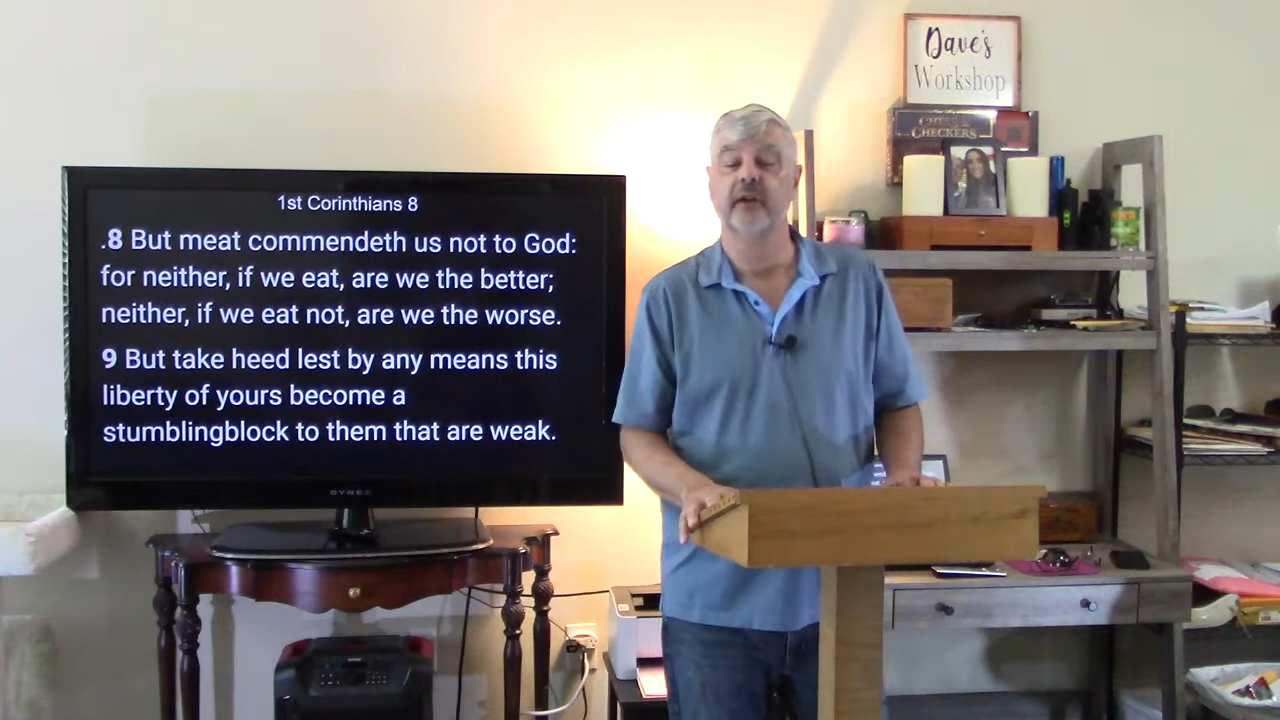 1st Corinthians 8
.8 But meat commendeth us not to God:
for neither, if we eat, are we the better;
neither, if we eat not, are we the worse.
9 But take heed lest by any means this
liberty of yours become a
stumblingblock to them that are weak.
DYNEX
Dave's
Workshop
CHECKERS